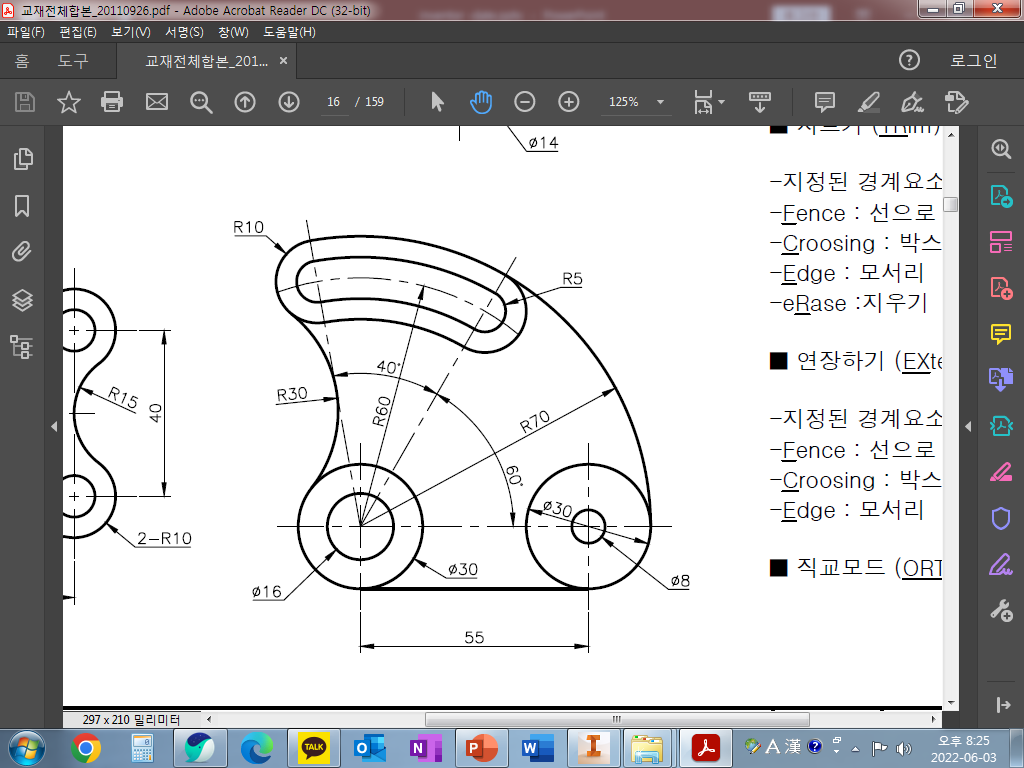 교재전체합본_20110926.pdf - Adobe Acrobat Reader DC (32-bit)
파일(F) 편집(E) 보기(V) 서명(S) 창(W) 도움말(H)
홈 도구 교재전체합본_201... × ? 로그인
16 / 159 125%
ø14
■ 자르기 (TRim)
-지정된 경계요소
-Fence : 선으로
-Croosing : 박스
-Edge : 모서리
-eRase :지우기
■ 연장하기 (EXte
-지정된 경계요소
-Fence : 선으로
-Croosing : 박스
-Edge : 모서리
■ 직교모드 (ORT
R10
R5
40°
R30
R60
R70
60°
R15
40
2-R10
ø30
ø30
ø16
ø8
55
297 x 210 밀리미터
TALK
N
P
W
I
A 漢
오후 8:25
2022-06-03